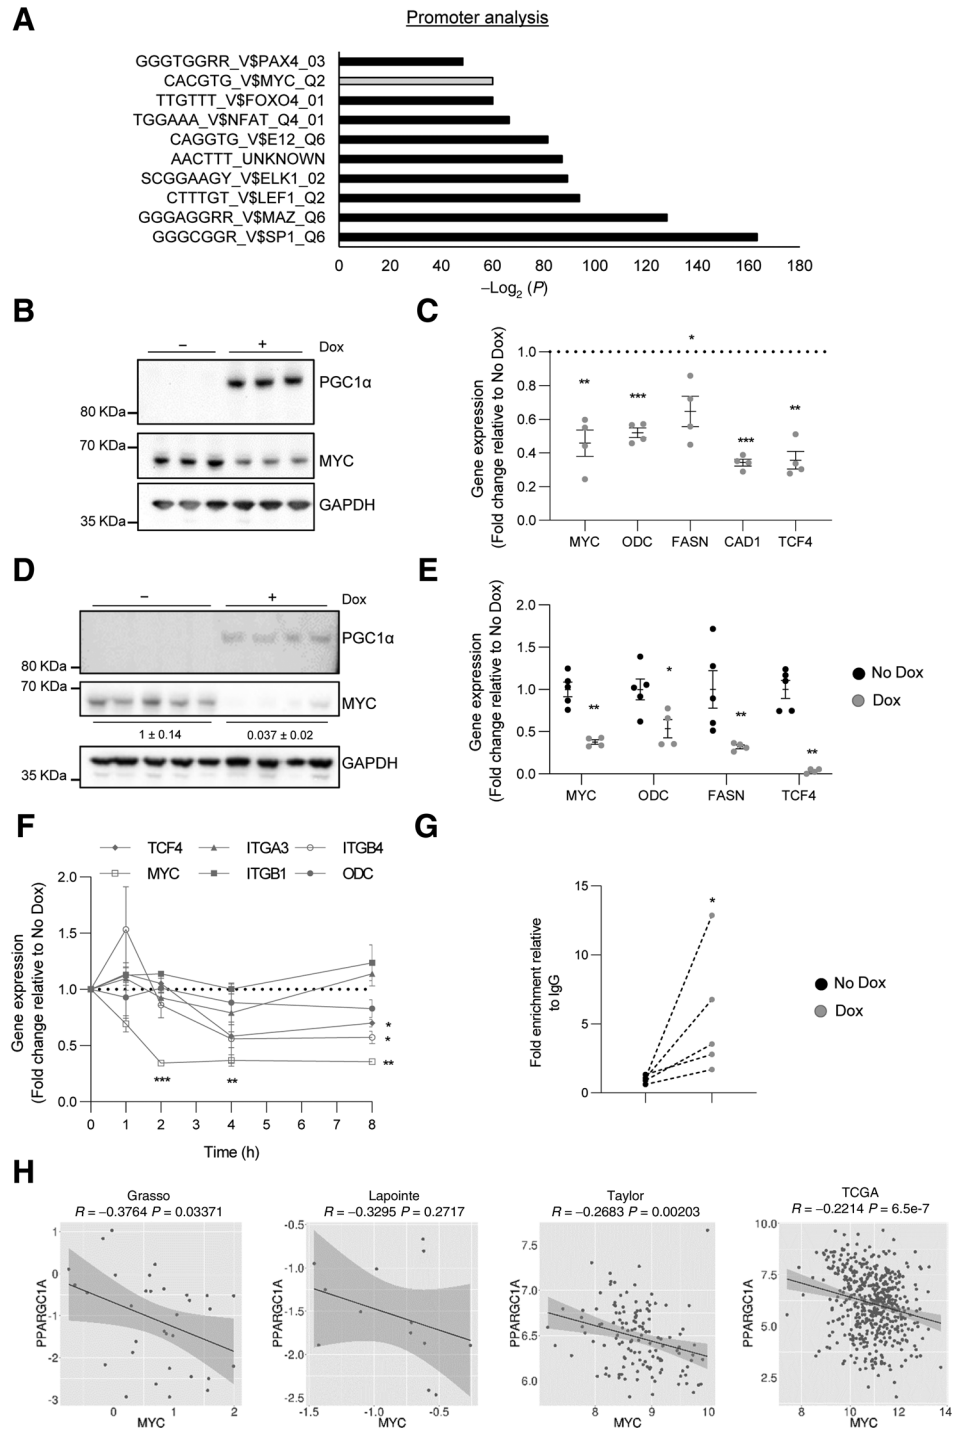 A
Promoter analysis
GGGTGGRR_V$PAX4_03
CACGTG_V$MYC_Q2
TTGTTT_V$FOXO4_01
TGGAAA_V$NFAT_Q4_01
CAGGTG_V$E12_Q6
AACTTT_UNKNOWN
SCGGAAGY_V$ELK1_02
CTTTGT_V$LEF1_Q2
GGGAGGRR_V$MAZ_Q6
GGGCGGR_V$SP1_Q6
0 20 40 60 80 100 120 140 160 180
–Log2 (P)
B
– + Dox
PGC1α
80 KDa
70 KDa
MYC
GAPDH
35 KDa
C
Gene expression
(Fold change relative to No Dox)
1.0
0.8
0.6
0.4
0.2
0.0
** *** * *** **
MYC ODC FASN CAD1 TCF4
D
– + Dox
PGC1α
80 KDa
70 KDa
MYC
1 ± 0.14 0.037 ± 0.02
GAPDH
35 KDa
E
Gene expression
(Fold change relative to No Dox)
2.0
1.5
1.0
0.5
0.0
** * ** **
MYC ODC FASN TCF4
No Dox
Dox
F
TCF4 ITGA3 ITGB4
MYC ITGB1 ODC
Gene expression
(Fold change relative to No Dox)
2.0
1.5
1.0
0.5
0.0
*
*
**
*** **
0 1 2 3 4 5 6 7 8
Time (h)
G
Fold enrichment relative
to IgG
15
10
5
0
*
No Dox
Dox
H
Grasso
R = –0.3764 P = 0.03371
PPARGC1A
1
0
-1
-2
-3
0 1 2
MYC
Lapointe
R = –0.3295 P = 0.2717
PPARGC1A
-0.5
-1.0
-1.5
-2.0
-2.5
-1.5 -1.0 -0.5
MYC
Taylor
R = –0.2683 P = 0.00203
PPARGC1A
7.5
7.0
6.5
6.0
8 9 10
MYC
TCGA
R = –0.2214 P = 6.5e-7
PPARGC1A
10.0
7.5
5.0
2.5
8 10 12 14
MYC